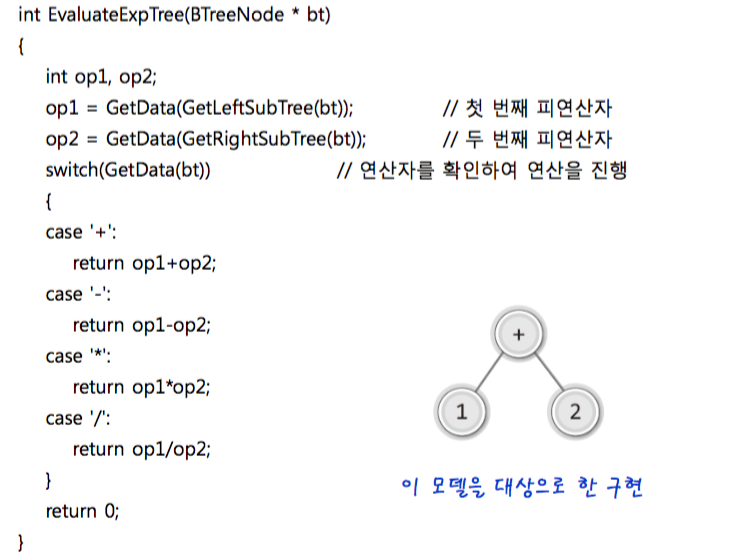 int EvaluateExpTree(BTreeNode * bt)
{
int op1, op2;
op1 = GetData(GetLeftSubTree(bt)); // 첫 번째 피연산자
op2 = GetData(GetRightSubTree(bt)); // 두 번째 피연산자
switch(GetData(bt)) // 연산자를 확인하여 연산을 진행
{
case '+':
return op1+op2;
case '-':
return op1-op2;
case '*':
return op1*op2;
case '/':
return op1/op2;
}
return 0;
}
+
1 2
이 모델을 대상으로 한 구현